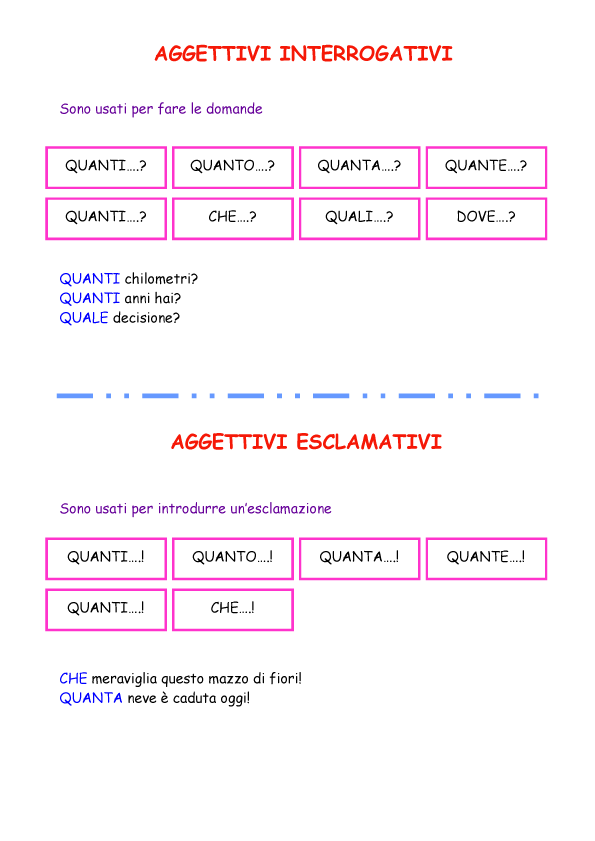 AGGETTIVI INTERROGATIVI
Sono usati per fare le domande
QUANTI….? QUANTO….? QUANTA….? QUANTE….?
QUANTI….? CHE….? QUALI….? DOVE….?
QUANTI chilometri?
QUANTI anni hai?
QUALE decisione?
AGGETTIVI ESCLAMATIVI
Sono usati per introdurre un'esclamazione
QUANTI….! QUANTO….! QUANTA….! QUANTE….!
QUANTI….! CHE….!
CHE meraviglia questo mazzo di fiori!
QUANTA neve è caduta oggi!